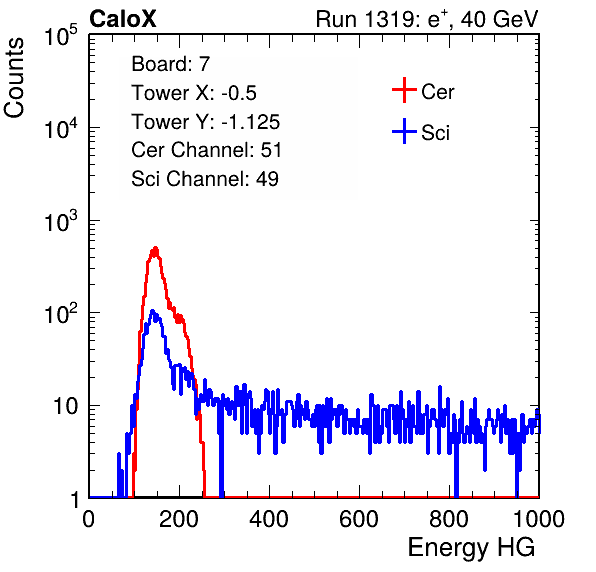 CaloX Run 1319: e+, 40 GeV
Counts
Board: 7
Tower X: -0.5
Tower Y: -1.125
Cer Channel: 51
Sci Channel: 49
Cer
Sci
10^5
10^4
10^3
10^2
10
1
0 200 400 600 800 1000
Energy HG